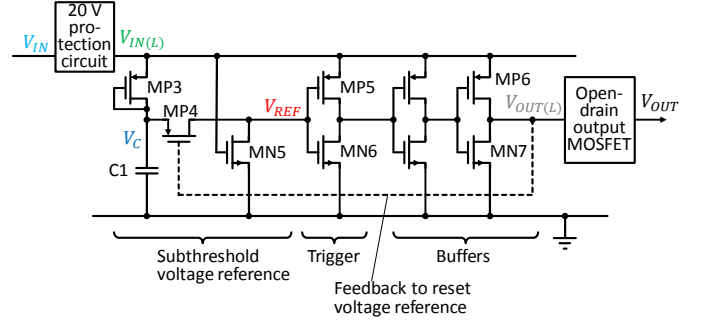 20 V pro-
tection
circuit
V_IN
V_IN(L)
MP3
MP4
V_C
C1
V_REF
MN5
MP5
MN6
MP6
V_OUT(L)
MN7
Open-
drain
output
MOSFET
V_OUT
Subthreshold
voltage reference
Trigger
Buffers
Feedback to reset
voltage reference